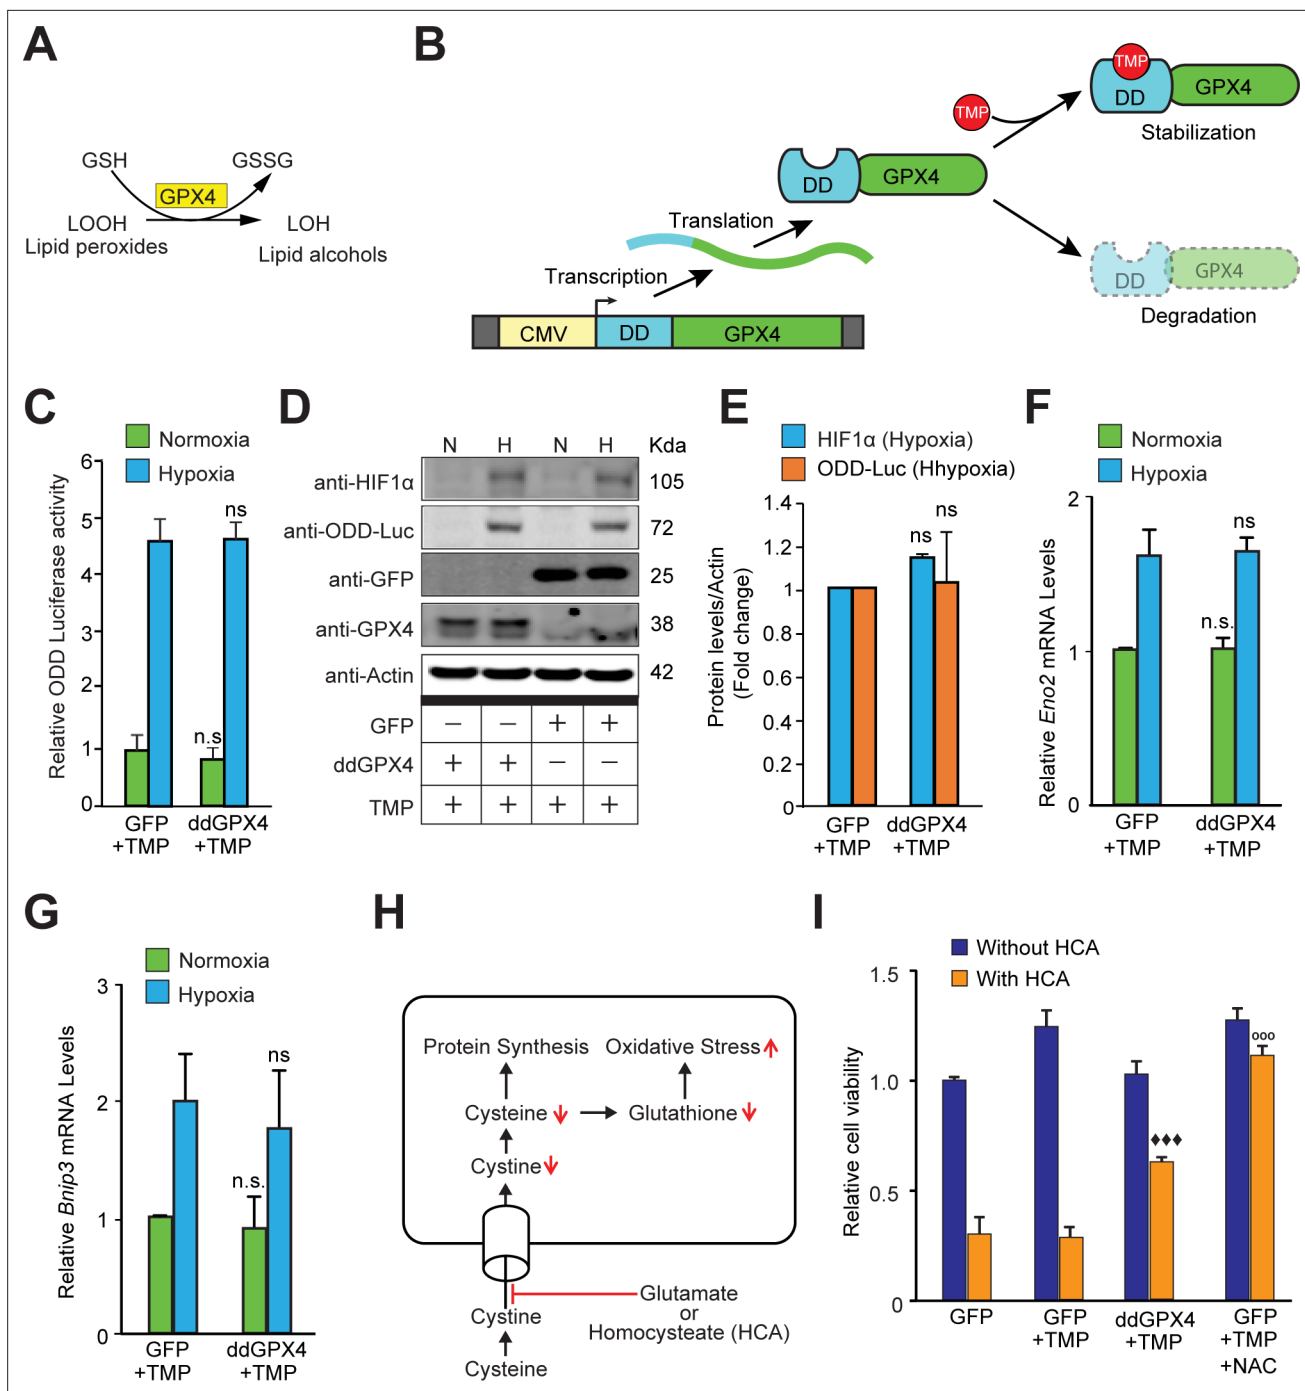 A
GSH
GSSG
GPX4
LOOH
LOH
Lipid peroxides
Lipid alcohols
B
TMP
TMP
DD
GPX4
Stabilization
DD
GPX4
Translation
Transcription
DD
GPX4
Degradation
CMV
DD
GPX4
C
Normoxia
Hypoxia
Relative ODD Luciferase activity
6
5
4
3
2
1
0
n.s
ns
GFP
+TMP
ddGPX4
+TMP
D
N H N H Kda
anti-HIF1α 105
anti-ODD-Luc 72
anti-GFP 25
anti-GPX4 38
anti-Actin 42
GFP − − + +
ddGPX4 + + − −
TMP + + + +
E
HIF1α (Hypoxia)
ODD-Luc (Hhypoxia)
Protein levels/Actin
(Fold change)
1.4
1.2
1
0.8
0.6
1.4
0.2
0
ns
ns
GFP
+TMP
ddGPX4
+TMP
F
Normoxia
Hypoxia
Relative Eno2 mRNA Levels
2
1
0
n.s.
ns
GFP
+TMP
ddGPX4
+TMP
G
Normoxia
Hypoxia
Relative Bnip3 mRNA Levels
3
2
1
0
n.s.
ns
GFP
+TMP
ddGPX4
+TMP
H
Protein Synthesis
Oxidative Stress
Cysteine
Glutathione
Cystine
Glutamate
or
Homocysteate (HCA)
Cystine
Cysteine
I
Without HCA
With HCA
Relative cell viability
1.5
1.0
0.5
0
♦♦♦
ooo
GFP
GFP
+TMP
ddGPX4
+TMP
GFP
+TMP
+NAC